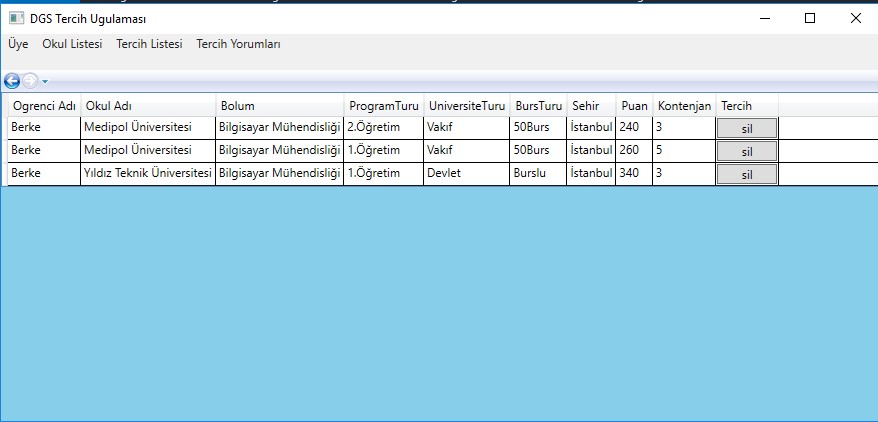 DGS Tercih Ugulaması
Üye Okul Listesi Tercih Listesi Tercih Yorumları
Ogrenci Adı Okul Adı Bolum ProgramTuru UniversiteTuru BursTuru Sehir Puan Kontenjan Tercih
Berke Medipol Üniversitesi Bilgisayar Mühendisliği 2.Öğretim Vakıf 50Burs İstanbul 240 3 sil
Berke Medipol Üniversitesi Bilgisayar Mühendisliği 1.Öğretim Vakıf 50Burs İstanbul 260 5 sil
Berke Yıldız Teknik Üniversitesi Bilgisayar Mühendisliği 1.Öğretim Devlet Burslu İstanbul 340 3 sil